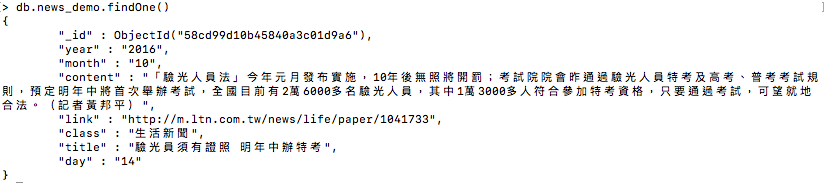 > db.news_demo.findOne()
{
"_id" : ObjectId("58cd99d10b45840a3c01d9a6"),
"year" : "2016",
"month" : "10",
"content" : "「驗光人員法」今年元月發布實施，10年後無照將開罰；考試院院會昨通過驗光人員特考及高考、普考考試規
則，預定明年中將首次舉辦考試，全國目前有2萬6000多名驗光人員，其中1萬3000多人符合參加特考資格，只要通過考試，可望就地
合法。（記者黃邦平）",
"link" : "http://m.ltn.com.tw/news/life/paper/1041733",
"class" : "生活新聞",
"title" : "驗光人員須有證照 明年中辦特考",
"day" : "14"
}